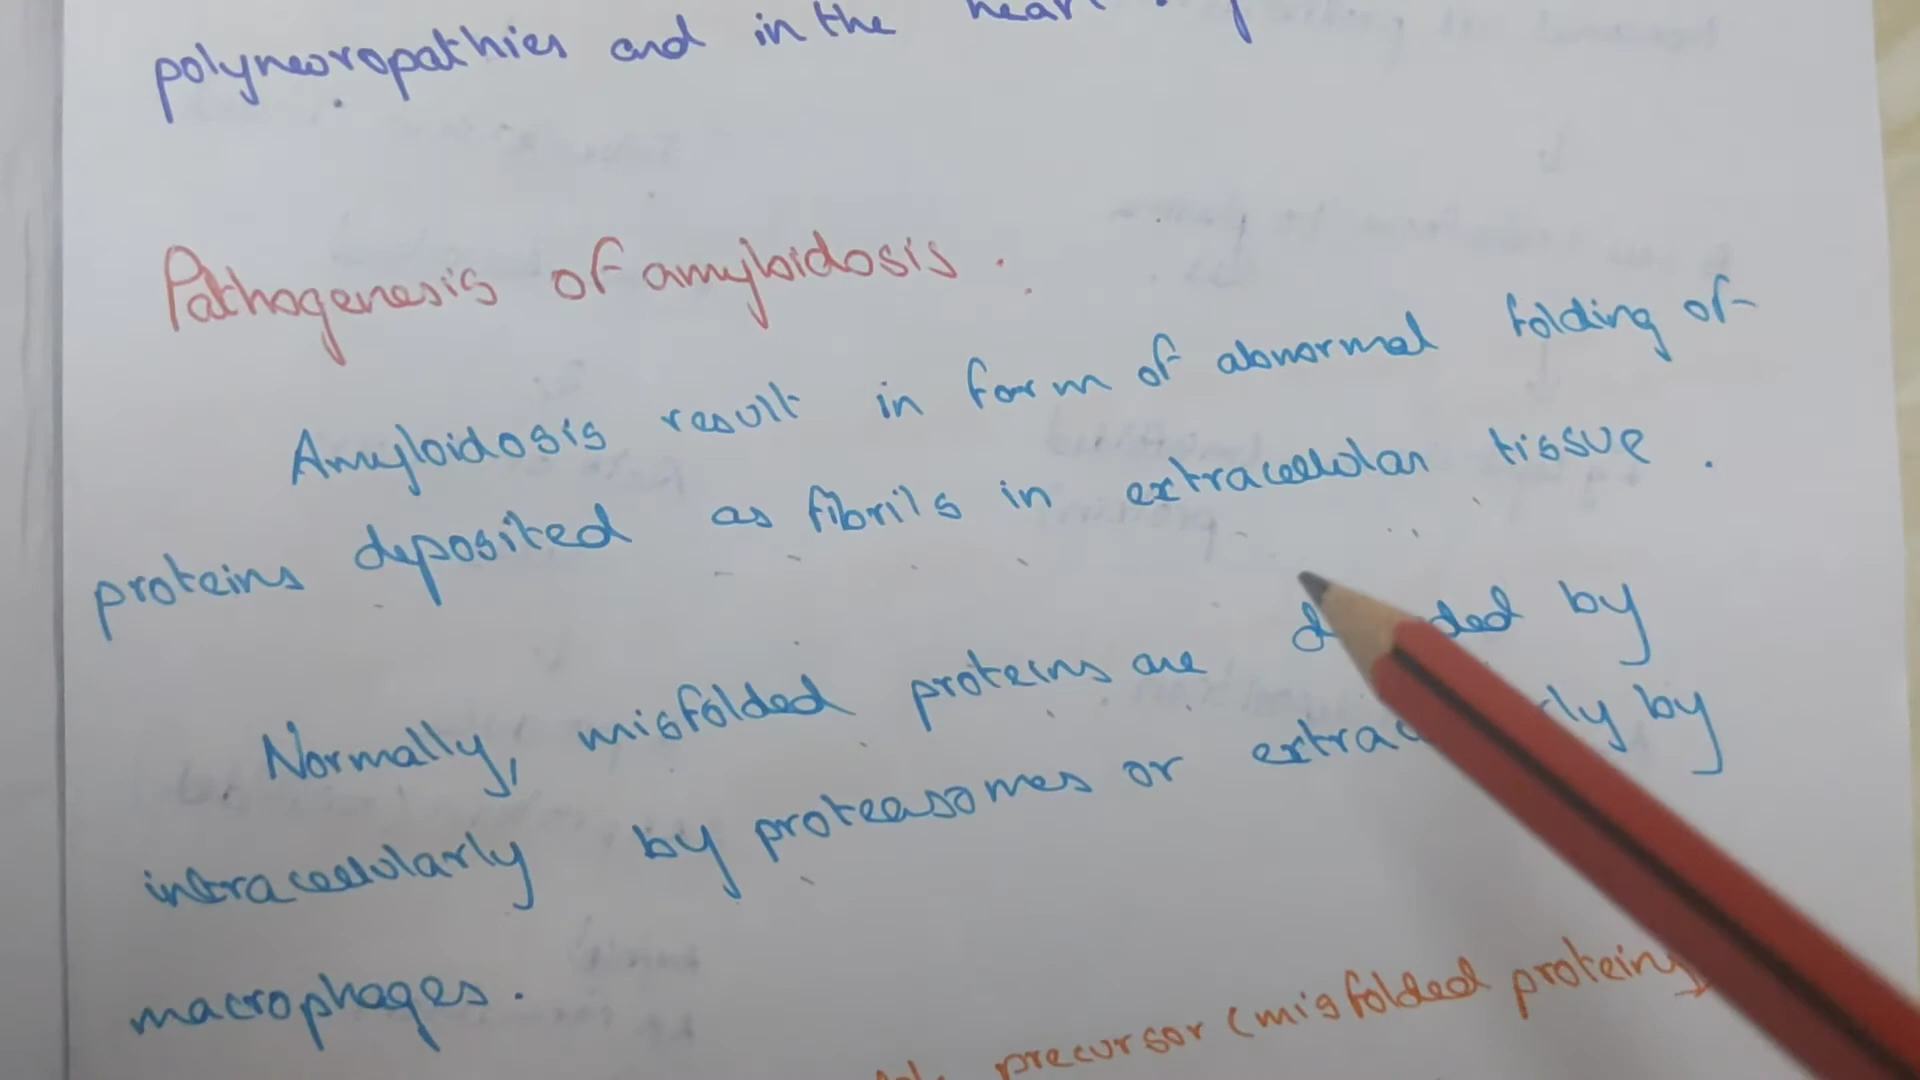 polyneuropathies and in the
Pathogenesis of amyloidosis.
Amyloidosis result in form of abnormal folding of
proteins deposited as fibrils in extracellular tissue.
Normally, misfolded proteins are by
intracellularly by proteasomes or by
macrophages.
precursor (misfolded proteins)